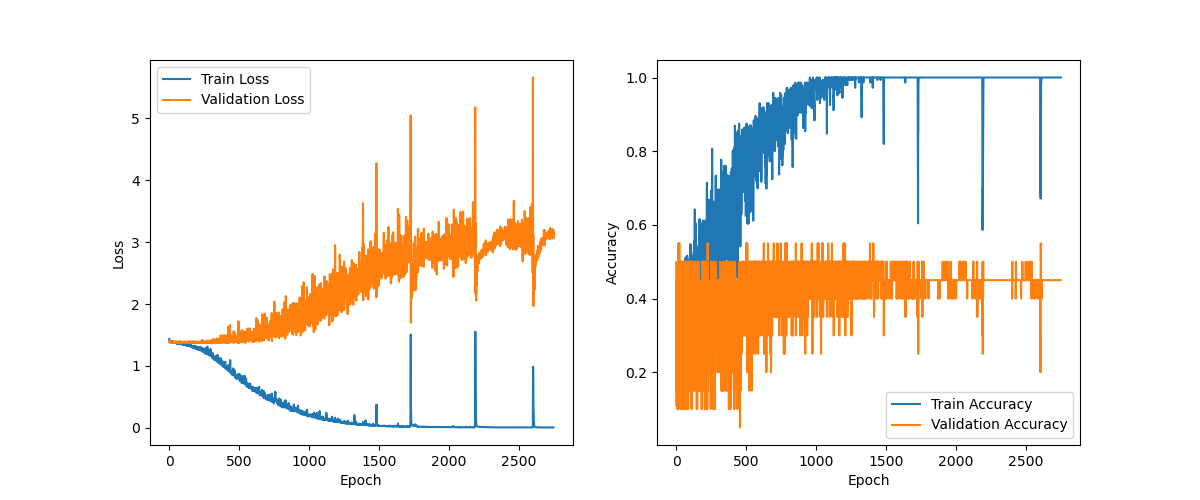 Train Loss
Validation Loss
Loss
5
4
3
2
1
0
0 500 1000 1500 2000 2500
Epoch
Accuracy
1.0
0.8
0.6
0.4
0.2
Train Accuracy
Validation Accuracy
0 500 1000 1500 2000 2500
Epoch